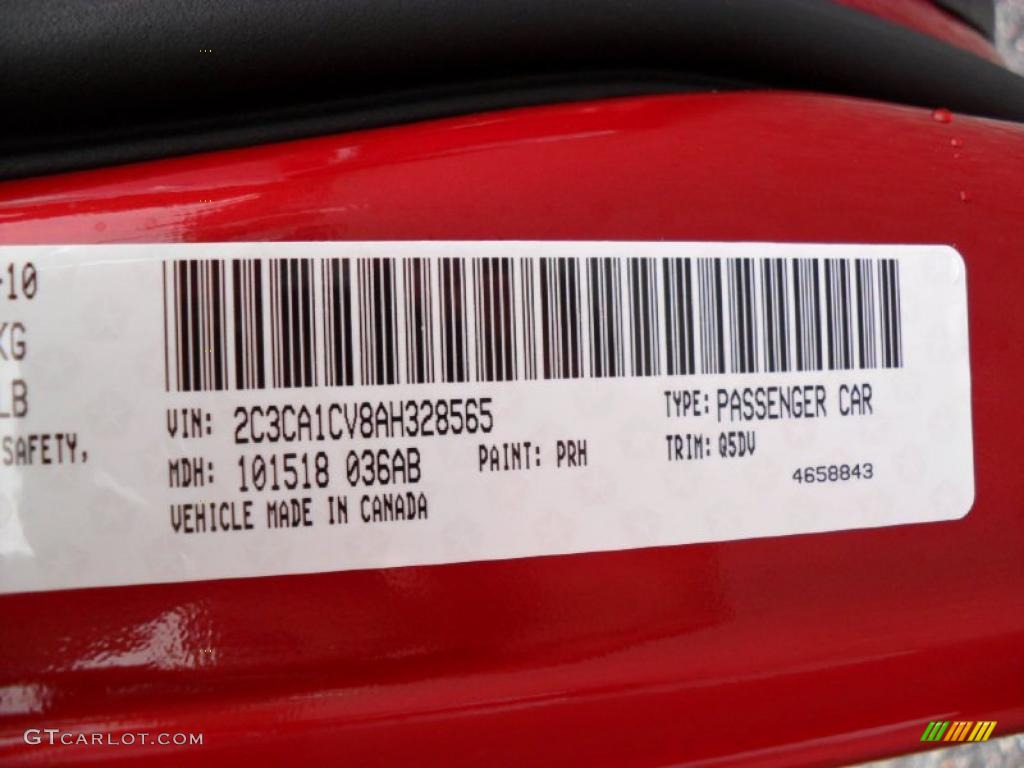 -10
KG
LB
SAFETY,
VIN: 2C3CA1CV8AH328565
TYPE: PASSENGER CAR
MDH: 101518 036AB
PAINT: PRH
TRIM: Q5DV
VEHICLE MADE IN CANADA
4658843
GTCARLOT.COM